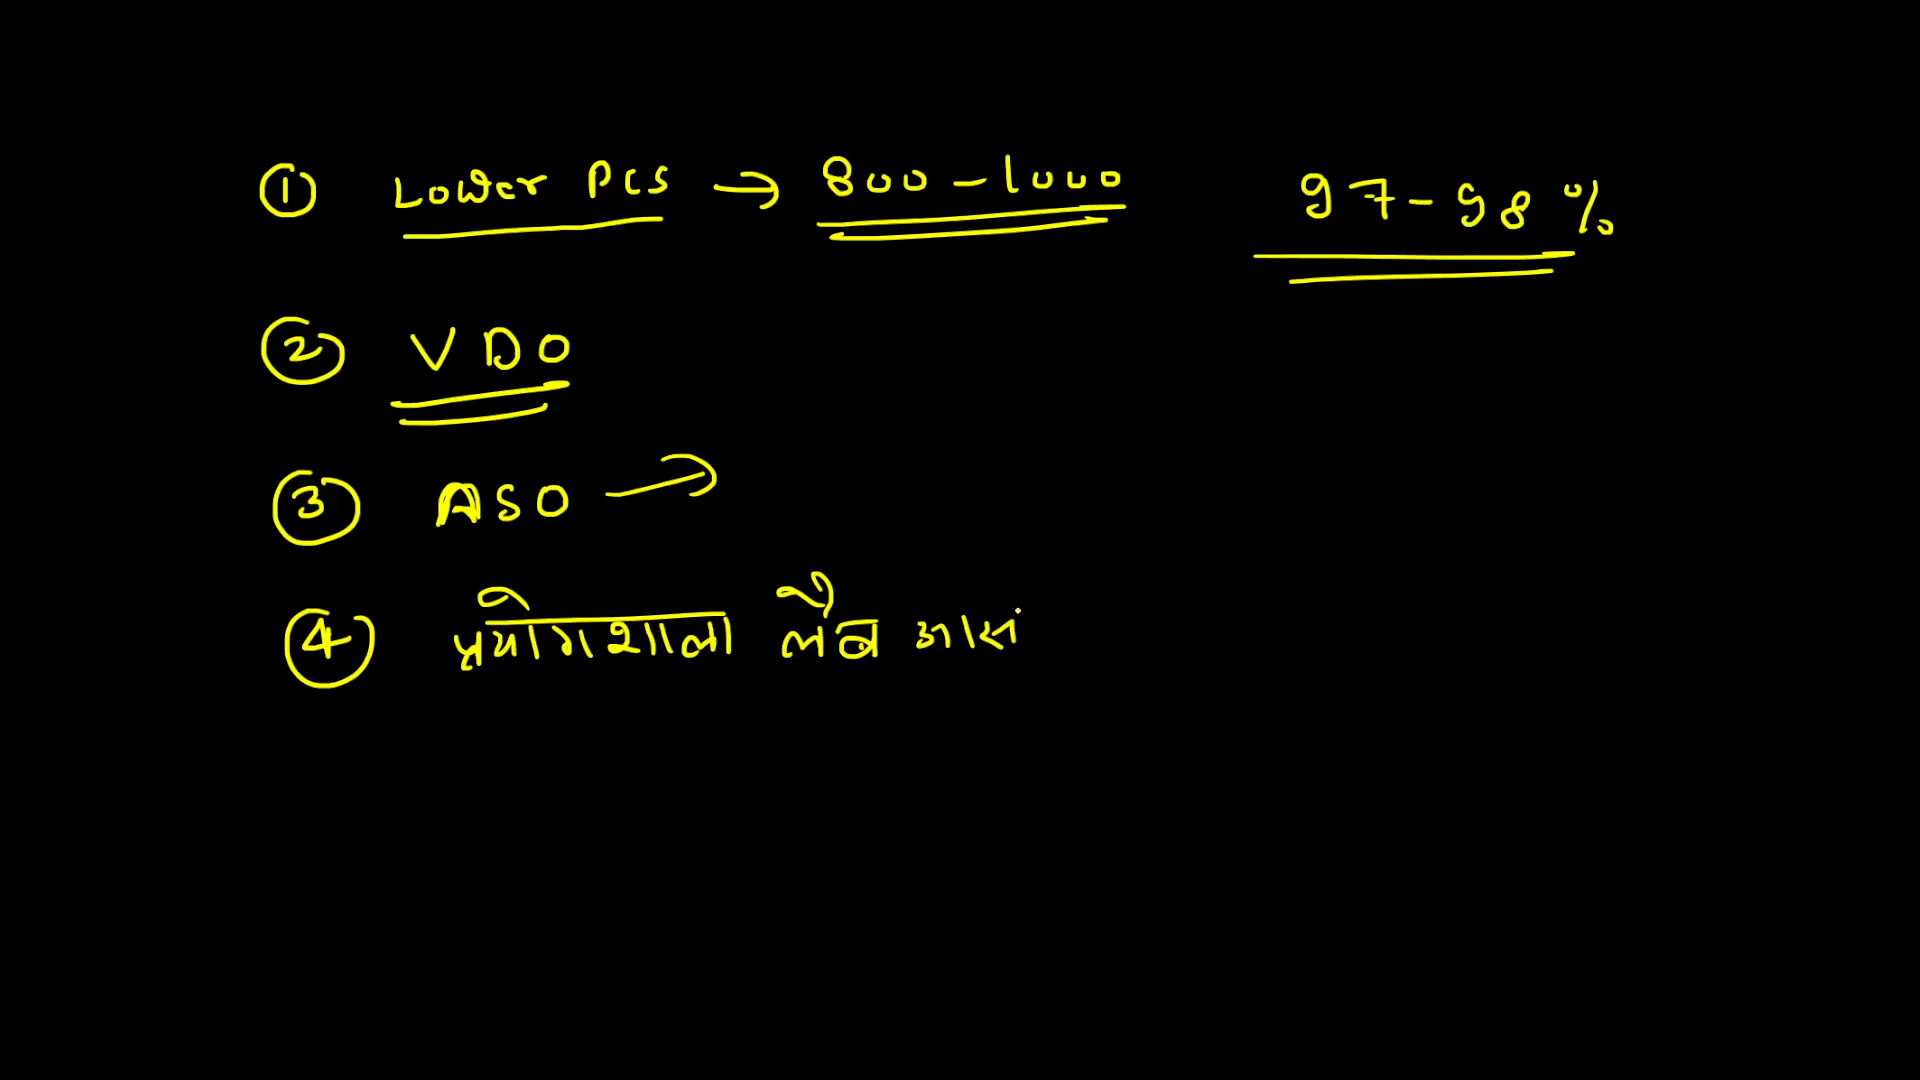 ① Lower PCS → 800-1000 97-98%
② VDO
③ ASO →
④ प्रयोगशाला लैब